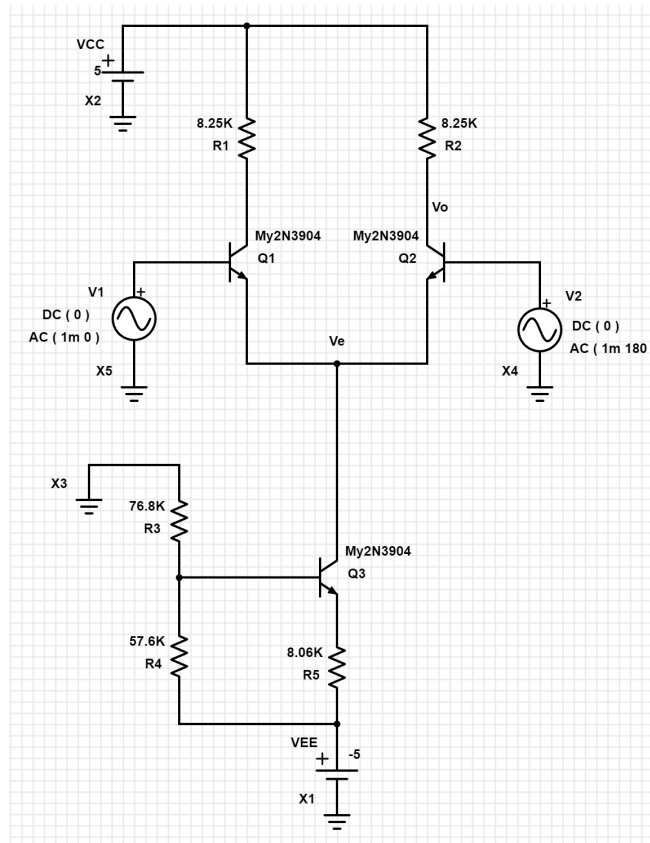 VCC
+
5
X2
8.25K
R1
8.25K
R2
Vo
My2N3904
Q1
My2N3904
Q2
V1
+
DC ( 0 )
AC ( 1m 0 )
X5
V2
+
DC ( 0 )
AC ( 1m 180
X4
Ve
X3
76.8K
R3
My2N3904
Q3
57.6K
R4
8.06K
R5
VEE
+
-5
X1